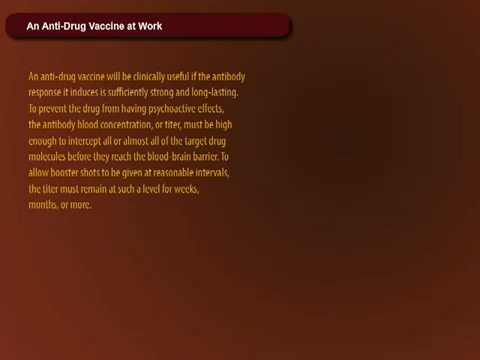 An Anti-Drug Vaccine at Work
An anti-drug vaccine will be clinically useful if the antibody
response it induces is sufficiently strong and long-lasting.
To prevent the drug from having psychoactive effects,
the antibody blood concentration, or titer, must be high
enough to intercept all or almost all of the target drug
molecules before they reach the blood-brain barrier. To
allow booster shots to be given at reasonable intervals,
the titer must remain at such a level for weeks,
months, or more.